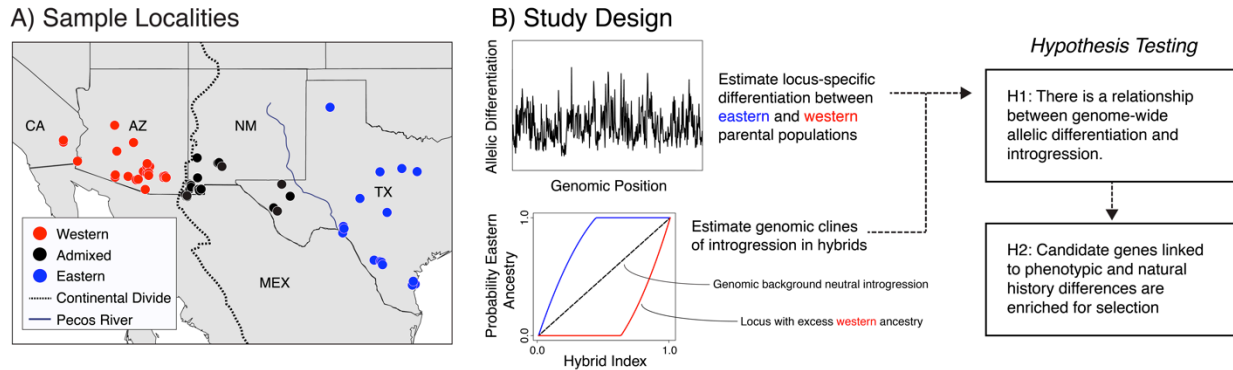 A) Sample Localities
CA
AZ
NM
TX
MEX
Western
Admixed
Eastern
Continental Divide
Pecos River
B) Study Design
Allelic Differentiation
Genomic Position
Estimate locus-specific
differentiation between
eastern and western
parental populations
Probability Eastern
Ancestry
1.0
0.0
0.0
1.0
Hybrid Index
Estimate genomic clines
of introgression in hybrids
Genomic background neutral introgression
Locus with excess western ancestry
Hypothesis Testing
H1: There is a relationship
between genome-wide
allelic differentiation and
introgression.
H2: Candidate genes linked
to phenotypic and natural
history differences are
enriched for selection